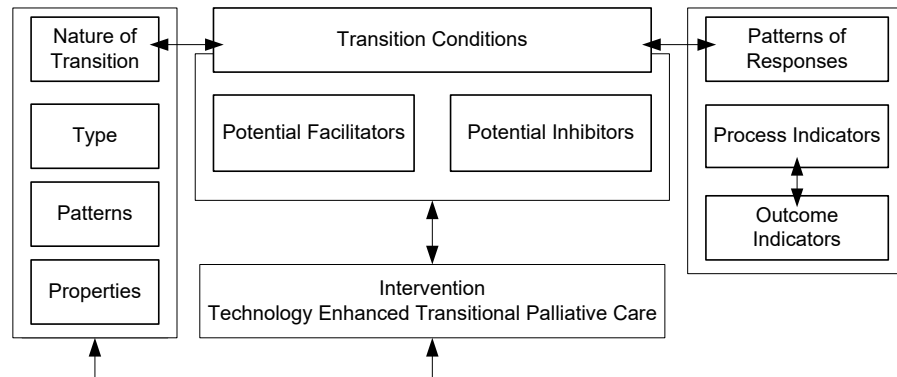 Nature of
Transition
Type
Patterns
Properties
Transition Conditions
Potential Facilitators
Potential Inhibitors
Intervention
Technology Enhanced Transitional Palliative Care
Patterns of
Responses
Process Indicators
Outcome
Indicators